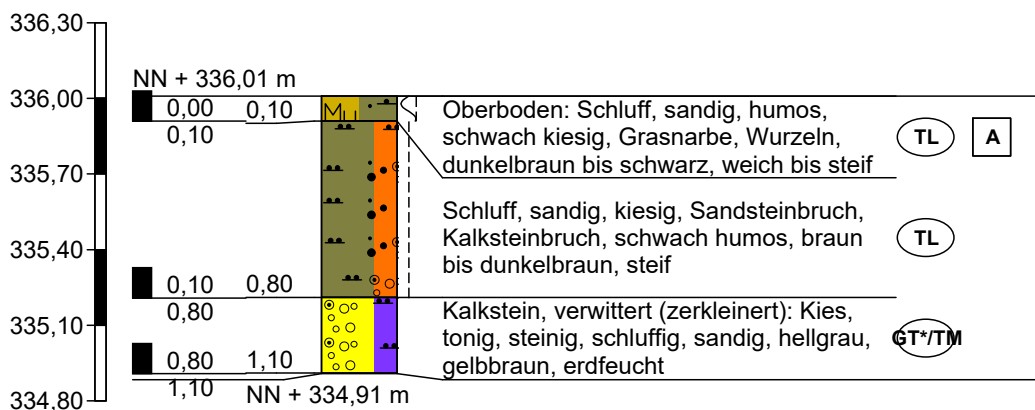 336,30
NN + 336,01 m
336,00
0,00 0,10
0,10
Mu
Oberboden: Schluff, sandig, humos,
schwach kiesig, Grasnarbe, Wurzeln,
dunkelbraun bis schwarz, weich bis steif
TL A
335,70
Schluff, sandig, kiesig, Sandsteinbruch,
Kalksteinbruch, schwach humos, braun
bis dunkelbraun, steif
TL
335,40
0,10 0,80
0,80
335,10
Kalkstein, verwittert (zerkleinert): Kies,
tonig, steinig, schluffig, sandig, hellgrau,
gelbbraun, erdfeucht
GT*/TM
0,80 1,10
1,10
NN + 334,91 m
334,80